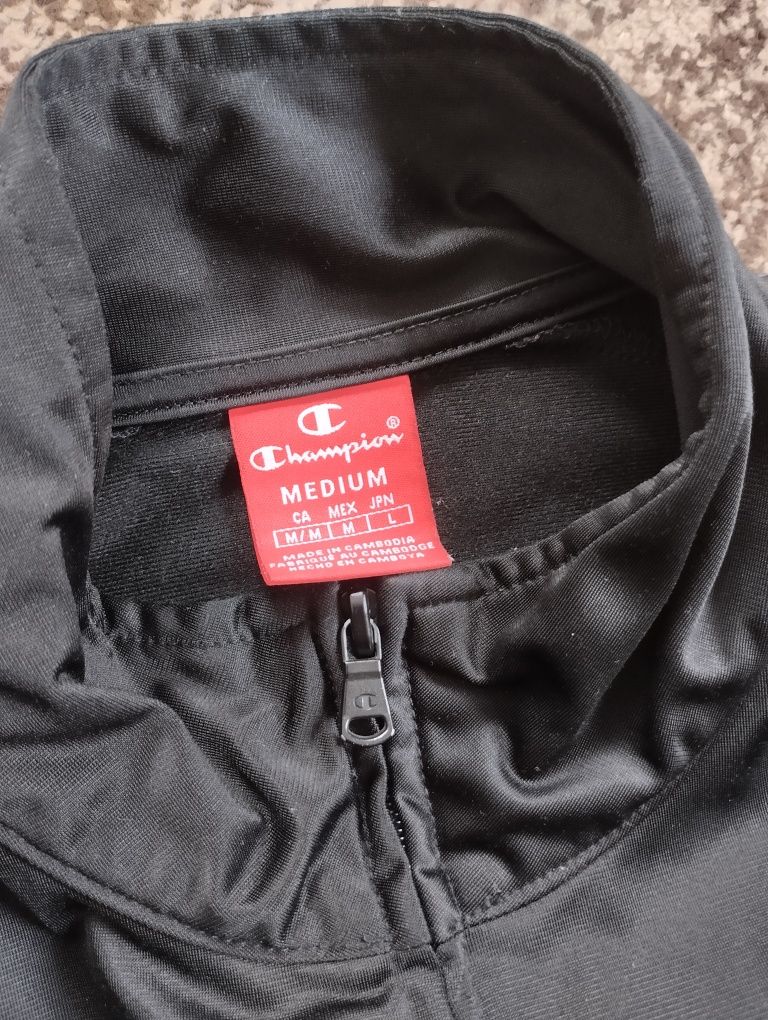 Champion®
MEDIUM
CA MEX JPN
M/M M L
MADE IN CAMBODIA
FABRIQUÉ AU CAMBODGE
HECHO EN CAMBOYA